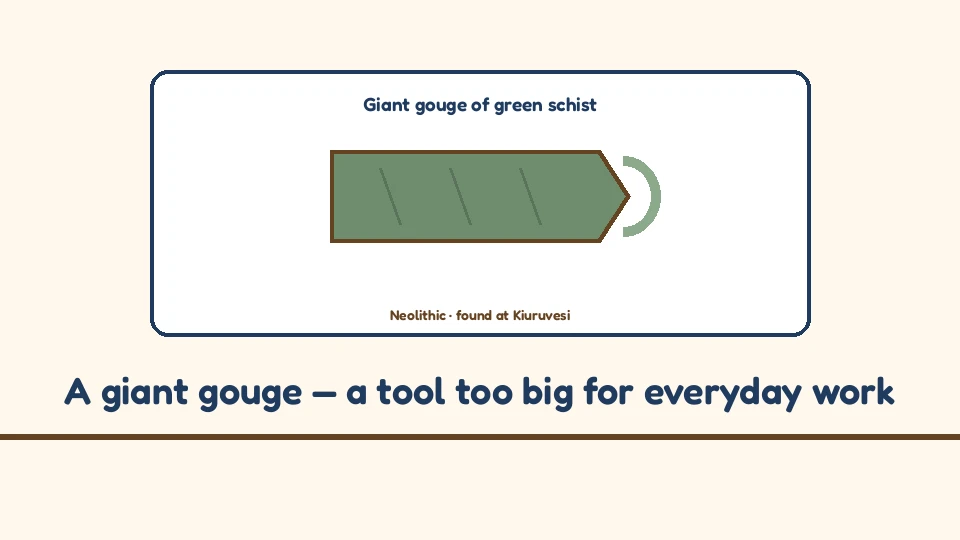 Giant gouge of green schist
Neolithic · found at Kiuruvesi
A giant gouge — a tool too big for everyday work